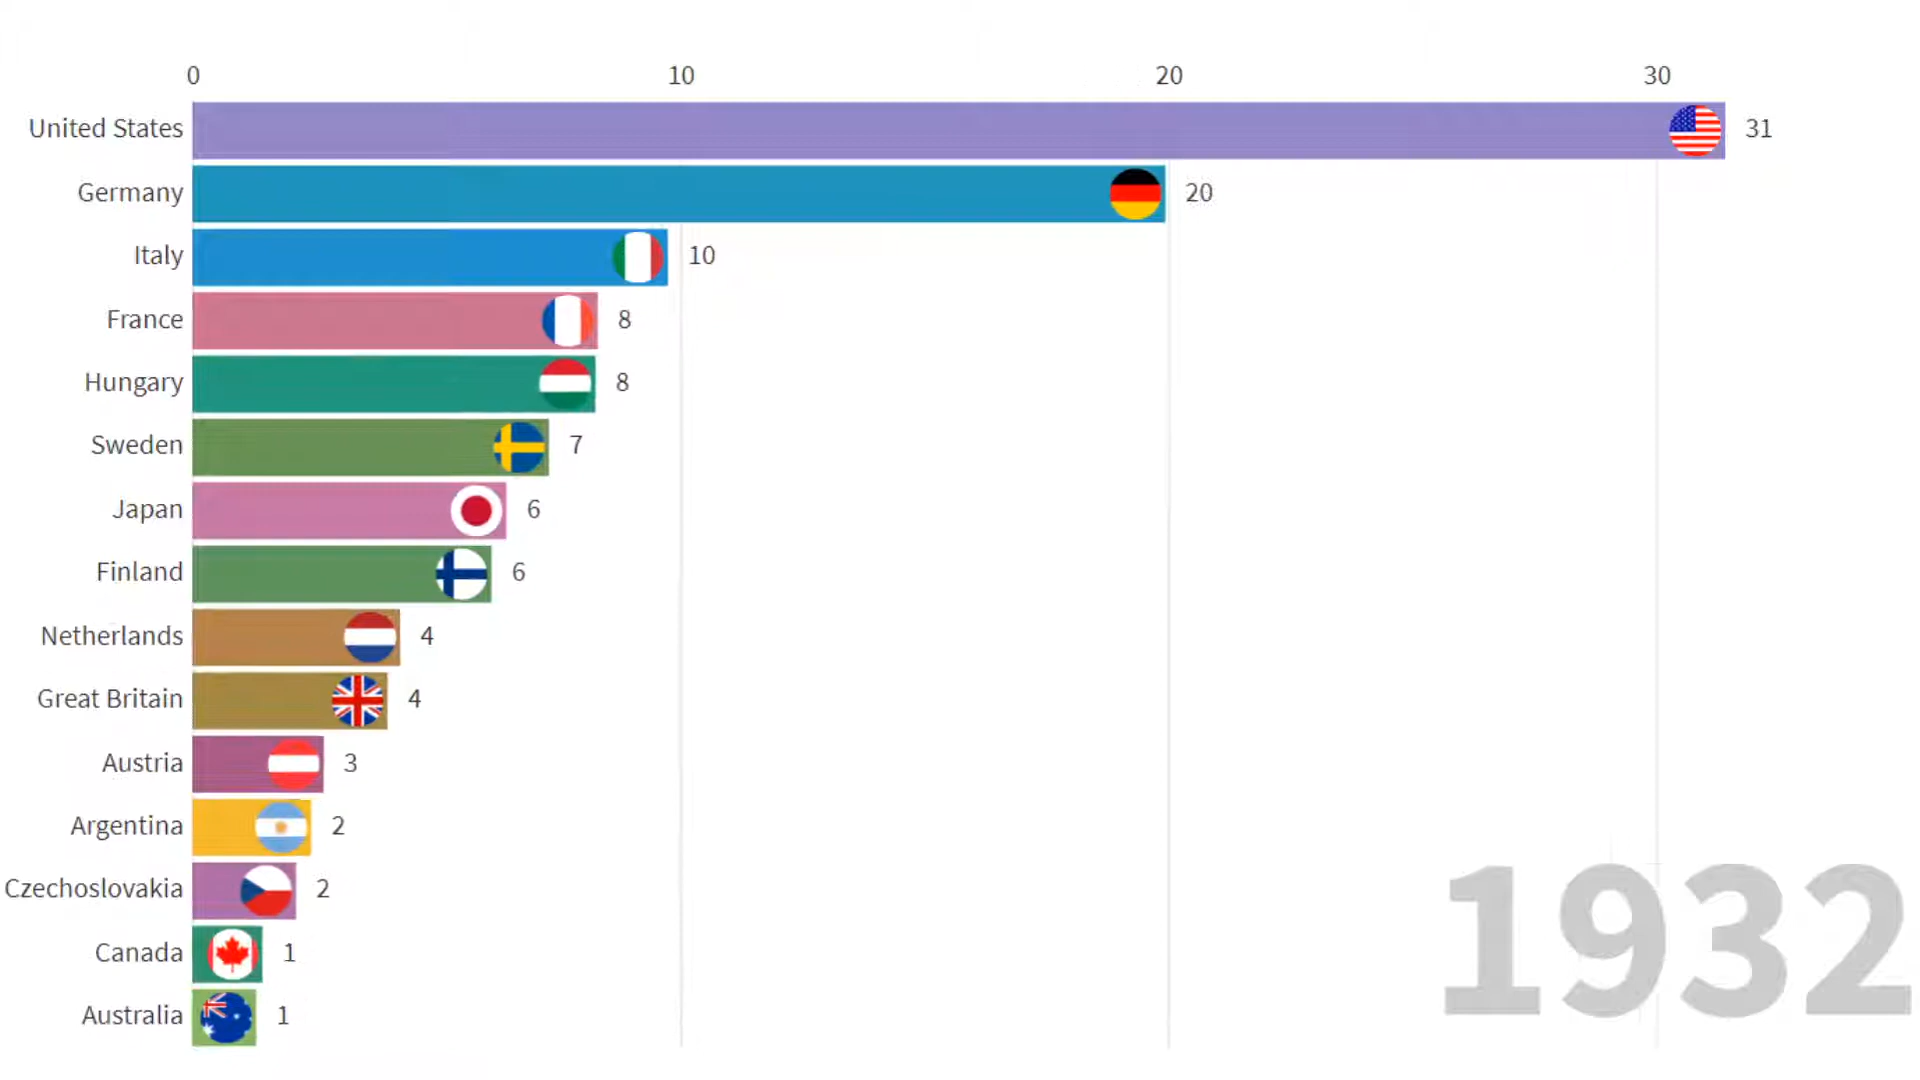 0 10 20 30
United States 31
Germany 20
Italy 10
France 8
Hungary 8
Sweden 7
Japan 6
Finland 6
Netherlands 4
Great Britain 4
Austria 3
Argentina 2
Czechoslovakia 2
Canada 1
Australia 1
1932